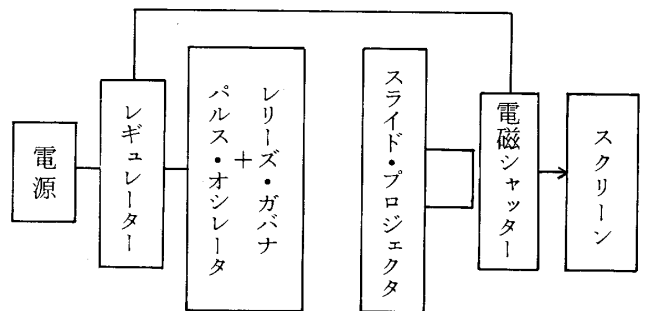 電源
レギュレーター
レリーズ・ガバナ
+
パルス・オシレータ
スライド・プロジェクタ
電磁シャッター
スクリーン